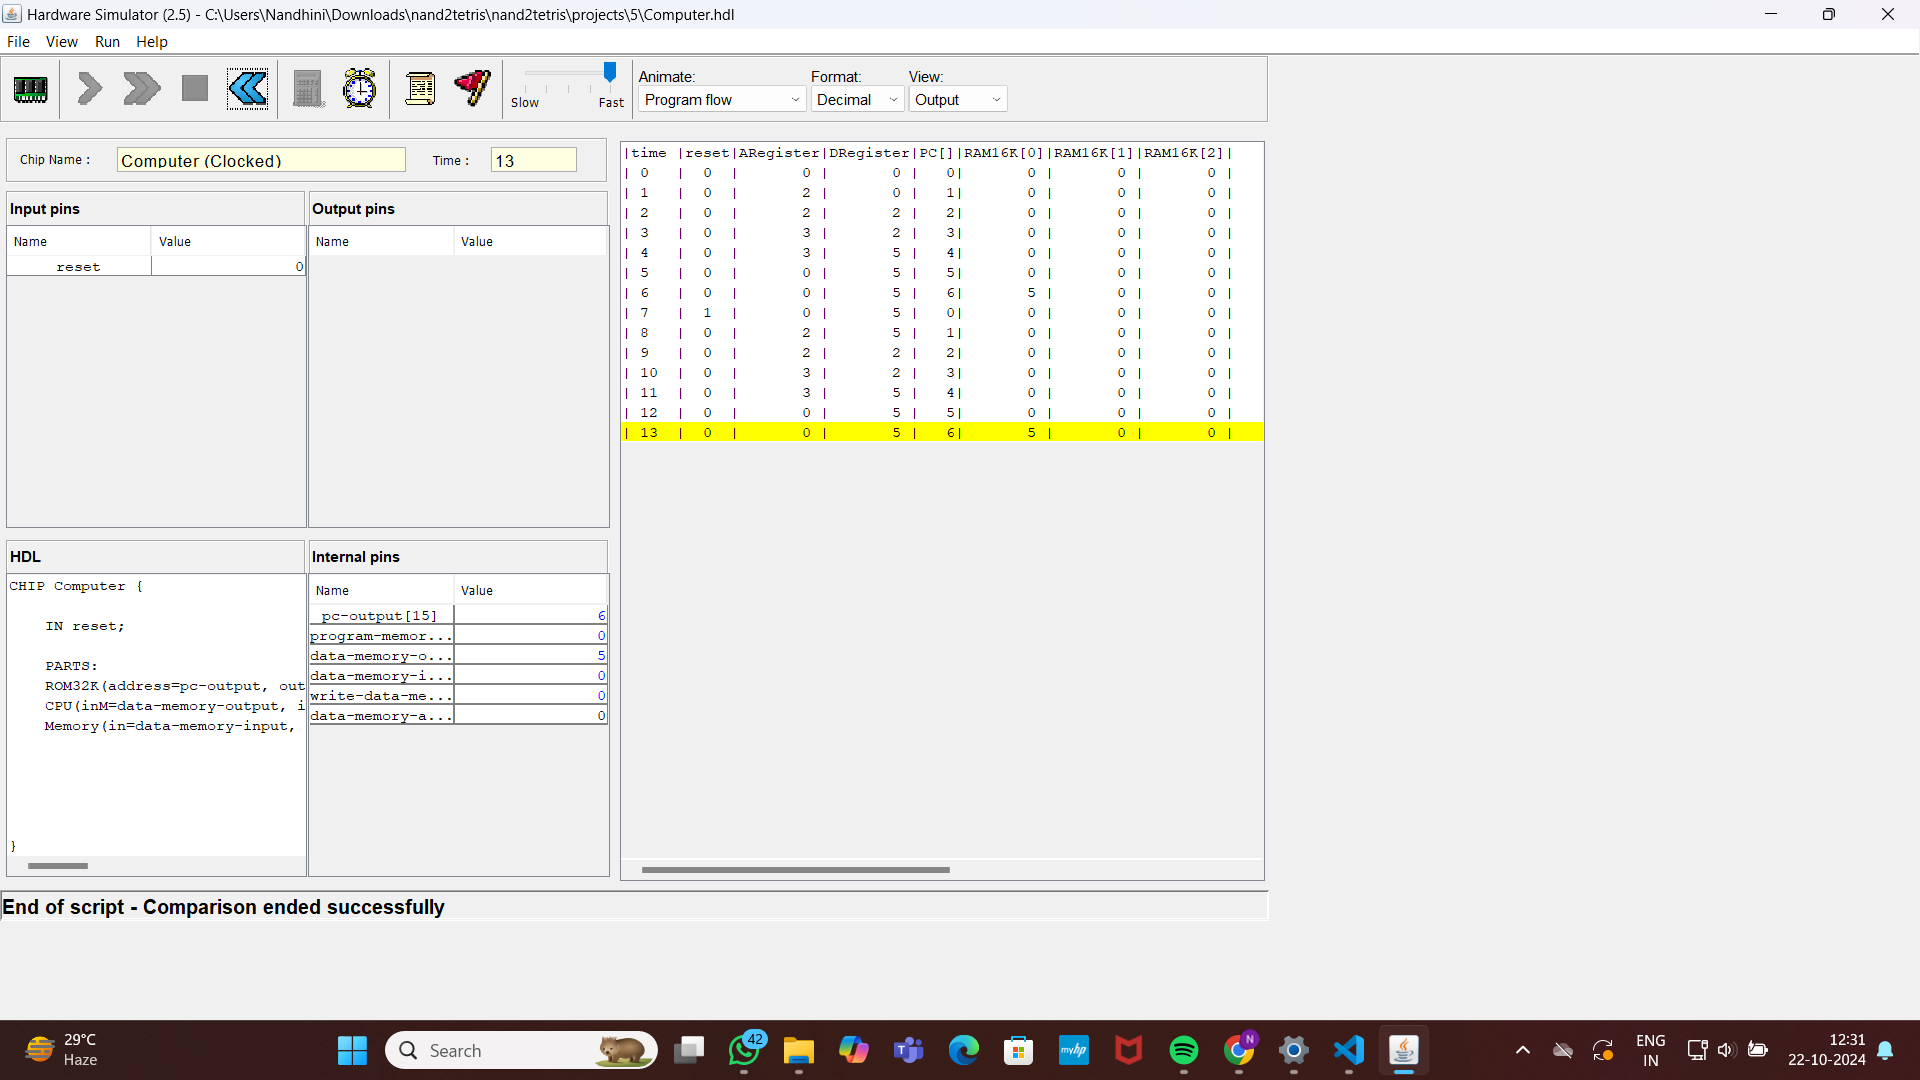 Hardware Simulator (2.5) - C:\Users\Nandhini\Downloads\nand2tetris\nand2tetris\projects\5\Computer.hdl
File View Run Help
Slow Fast
Animate: Format: View:
Program flow Decimal Output
Chip Name : Computer (Clocked) Time : 13
Input pins
Name Value
reset 0
Output pins
Name Value
HDL
CHIP Computer {
IN reset;
PARTS:
ROM32K(address=pc-output, out
CPU(inM=data-memory-output, i
Memory(in=data-memory-input,
}
Internal pins
Name Value
pc-output[15] 6
program-memor... 0
data-memory-o... 5
data-memory-i... 0
write-data-me... 0
data-memory-a... 0
|time |reset|ARegister|DRegister|PC[]|RAM16K[0]|RAM16K[1]|RAM16K[2]|
| 0 | 0 | 0 | 0 | 0| 0 | 0 | 0 |
| 1 | 0 | 2 | 0 | 1| 0 | 0 | 0 |
| 2 | 0 | 2 | 2 | 2| 0 | 0 | 0 |
| 3 | 0 | 3 | 2 | 3| 0 | 0 | 0 |
| 4 | 0 | 3 | 5 | 4| 0 | 0 | 0 |
| 5 | 0 | 0 | 5 | 5| 0 | 0 | 0 |
| 6 | 0 | 0 | 5 | 6| 5 | 0 | 0 |
| 7 | 1 | 0 | 5 | 0| 0 | 0 | 0 |
| 8 | 0 | 2 | 5 | 1| 0 | 0 | 0 |
| 9 | 0 | 2 | 2 | 2| 0 | 0 | 0 |
| 10 | 0 | 3 | 2 | 3| 0 | 0 | 0 |
| 11 | 0 | 3 | 5 | 4| 0 | 0 | 0 |
| 12 | 0 | 0 | 5 | 5| 0 | 0 | 0 |
| 13 | 0 | 0 | 5 | 6| 5 | 0 | 0 |
End of script - Comparison ended successfully
29°C
Haze
Search
42
myhp
N
ENG
IN
12:31
22-10-2024